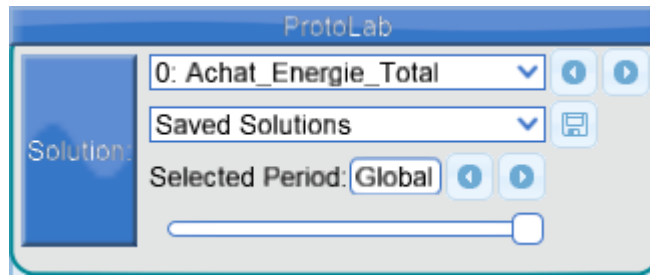 ProtoLab
0: Achat_Energie_Total
Saved Solutions
Solution:
Selected Period: Global